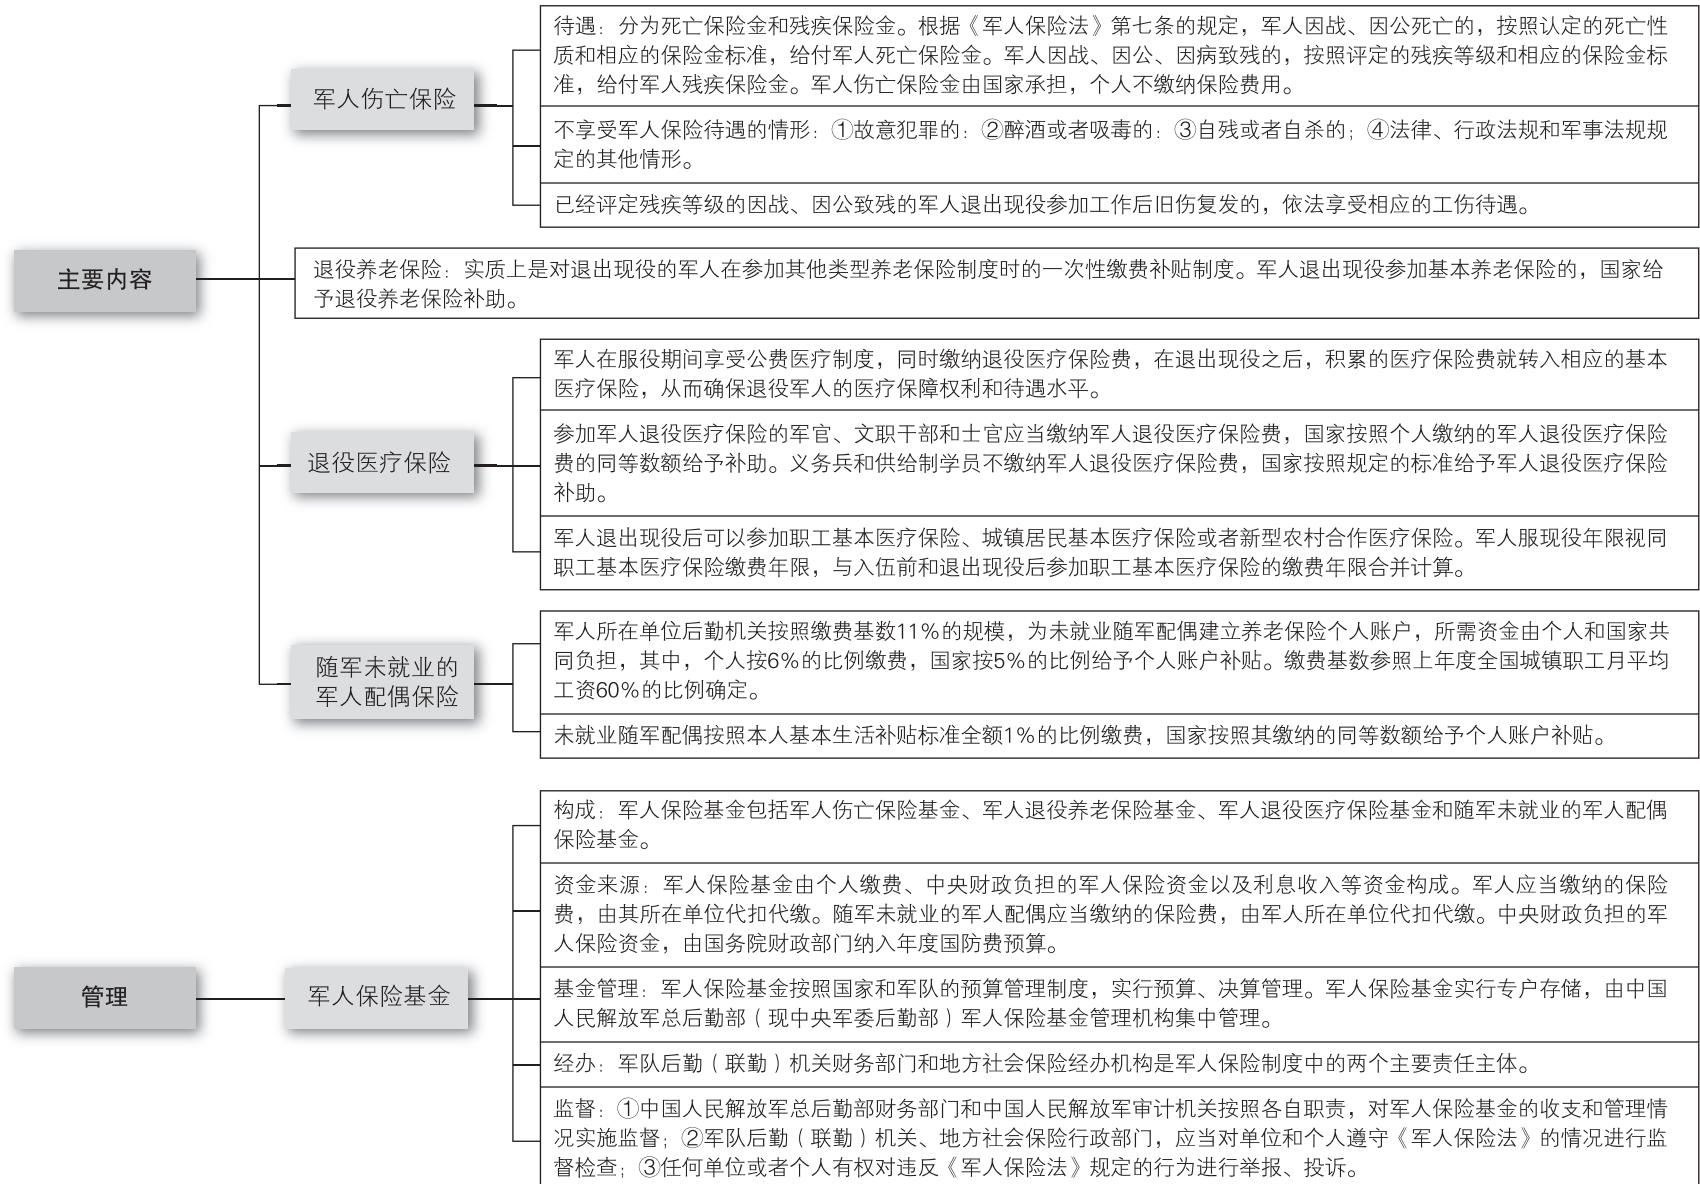 主要内容
军人伤亡保险
待遇：分为死亡保险金和残疾保险金。根据《军人保险法》第七条的规定，军人因战、因公死亡的，按照认定的死亡性
质和相应的保险金标准，给付军人死亡保险金。军人因战、因公、因病致残的，按照评定的残疾等级和相应的保险金标
准，给付军人残疾保险金。军人伤亡保险金由国家承担，个人不缴纳保险费用。
不享受军人保险待遇的情形：①故意犯罪的：②醉酒或者吸毒的：③自残或者自杀的；④法律、行政法规和军事法规规
定的其他情形。
已经评定残疾等级的因战、因公致残的军人退出现役参加工作后旧伤复发的，依法享受相应的工伤待遇。
退役养老保险：实质上是对退出现役的军人在参加其他类型养老保险制度时的一次性缴费补贴制度。军人退出现役参加基本养老保险的，国家给
予退役养老保险补助。
退役医疗保险
军人在服役期间享受公费医疗制度，同时缴纳退役医疗保险费，在退出现役之后，积累的医疗保险费就转入相应的基本
医疗保险，从而确保退役军人的医疗保障权利和待遇水平。
参加军人退役医疗保险的军官、文职干部和士官应当缴纳军人退役医疗保险费，国家按照个人缴纳的军人退役医疗保险
费的同等数额给予补助。义务兵和供给制学员不缴纳军人退役医疗保险费，国家按照规定的标准给予军人退役医疗保险
补助。
军人退出现役后可以参加职工基本医疗保险、城镇居民基本医疗保险或者新型农村合作医疗保险。军人服现役年限视同
职工基本医疗保险缴费年限，与入伍前和退出现役后参加职工基本医疗保险的缴费年限合并计算。
随军未就业的
军人配偶保险
军人所在单位后勤机关按照缴费基数11%的规模，为未就业随军配偶建立养老保险个人账户，所需资金由个人和国家共
同负担，其中，个人按6%的比例缴费，国家按5%的比例给予个人账户补贴。缴费基数参照上年度全国城镇职工月平均
工资60%的比例确定。
未就业随军配偶按照本人基本生活补贴标准全额1%的比例缴费，国家按照其缴纳的同等数额给予个人账户补贴。
管理
军人保险基金
构成：军人保险基金包括军人伤亡保险基金、军人退役养老保险基金、军人退役医疗保险基金和随军未就业的军人配偶
保险基金。
资金来源：军人保险基金由个人缴费、中央财政负担的军人保险资金以及利息收入等资金构成。军人应当缴纳的保险
费，由其所在单位代扣代缴。随军未就业的军人配偶应当缴纳的保险费，由军人所在单位代扣代缴。中央财政负担的军
人保险资金，由国务院财政部门纳入年度国防费预算。
基金管理：军人保险基金按照国家和军队的预算管理制度，实行预算、决算管理。军人保险基金实行专户存储，由中国
人民解放军总后勤部（现中央军委后勤部）军人保险基金管理机构集中管理。
经办：军队后勤（联勤）机关财务部门和地方社会保险经办机构是军人保险制度中的两个主要责任主体。
监督：①中国人民解放军总后勤部财务部门和中国人民解放军审计机关按照各自职责，对军人保险基金的收支和管理情
况实施监督；②军队后勤（联勤）机关、地方社会保险行政部门，应当对单位和个人遵守《军人保险法》的情况进行监
督检查；③任何单位或者个人有权对违反《军人保险法》规定的行为进行举报、投诉。